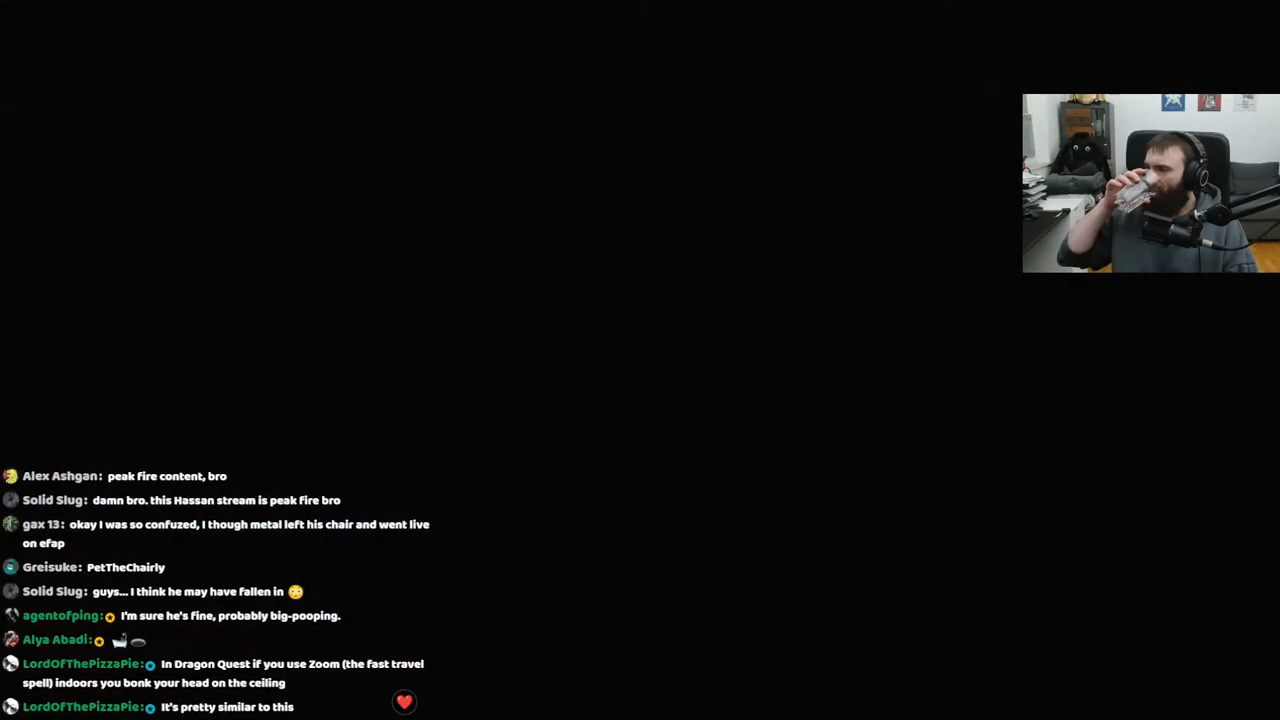 Alex Ashgan: peak fire content, bro
Solid Slug: damn bro. this Hassan stream is peak fire bro
gax 13: okay I was so confuzed, I though metal left his chair and went live
on efap
Greisuke: PetTheChairly
Solid Slug: guys... I think he may have fallen in 😳
agentofping: I'm sure he's fine, probably big-pooping.
Alya Abadi: 🛁🕳️
LordOfThePizzaPie: In Dragon Quest if you use Zoom (the fast travel
spell) indoors you bonk your head on the ceiling
LordOfThePizzaPie: It's pretty similar to this